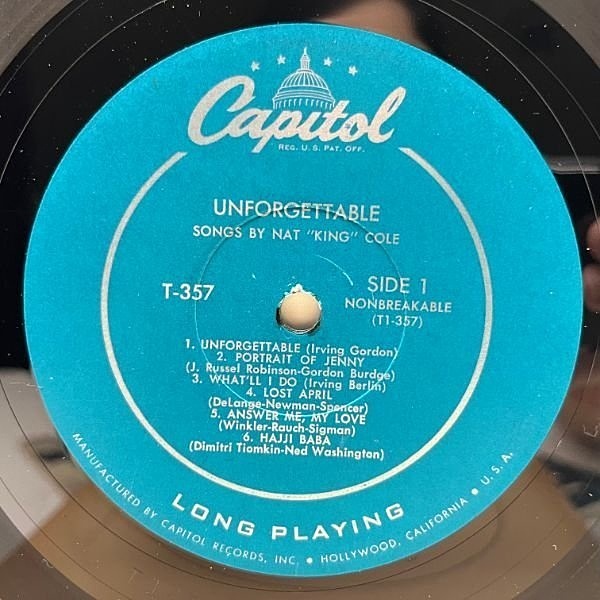 Capitol
REG. U.S. PAT. OFF.
UNFORGETTABLE
SONGS BY NAT "KING" COLE
T-357
SIDE 1
NONBREAKABLE
(T1-357)
1. UNFORGETTABLE (Irving Gordon)
2. PORTRAIT OF JENNY
(J. Russel Robinson-Gordon Burdge)
3. WHAT'LL I DO (Irving Berlin)
4. LOST APRIL
(DeLange-Newman-Spencer)
5. ANSWER ME, MY LOVE
(Winkler-Rauch-Sigman)
6. HAJJI BABA
(Dimitri Tiomkin-Ned Washington)
LONG PLAYING
MANUFACTURED BY CAPITOL RECORDS, INC. • HOLLYWOOD, CALIFORNIA • U.S.A.